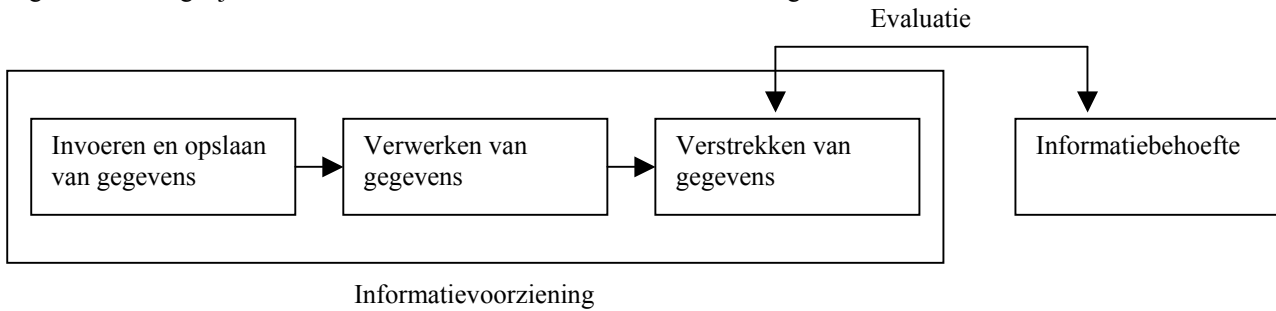 Evaluatie
Invoeren en opslaan
van gegevens
Verwerken van
gegevens
Verstrekken van
gegevens
Informatiebehoefte
Informatievoorziening